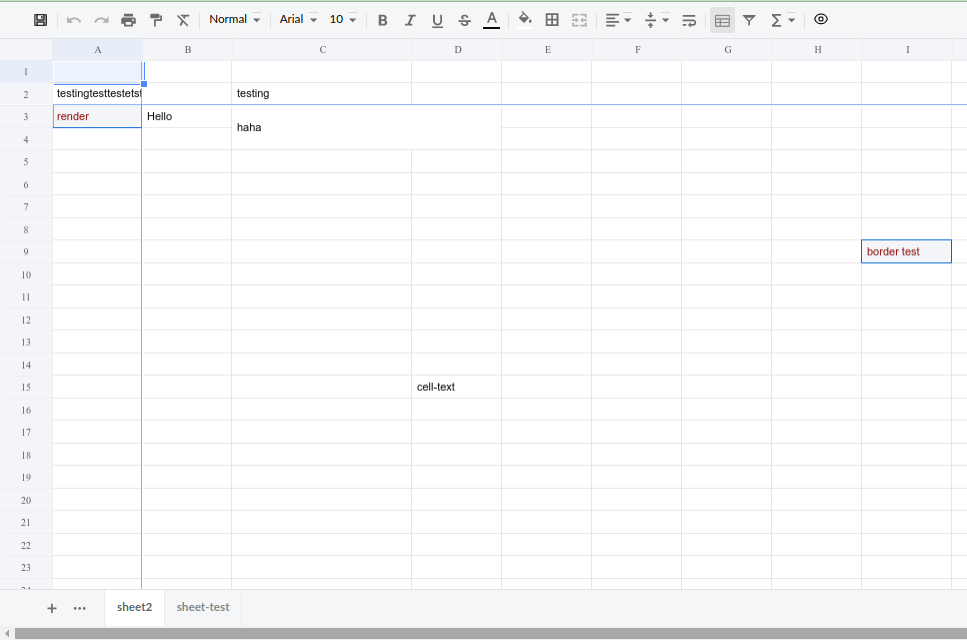 Normal Arial 10 B I U S A Σ
A B C D E F G H I
1
2 testingtesttestetst testing
3 render Hello
haha
4
5
6
7
8
9 border test
10
11
12
13
14
15 cell-text
16
17
18
19
20
21
22
23
+ ... sheet2 sheet-test